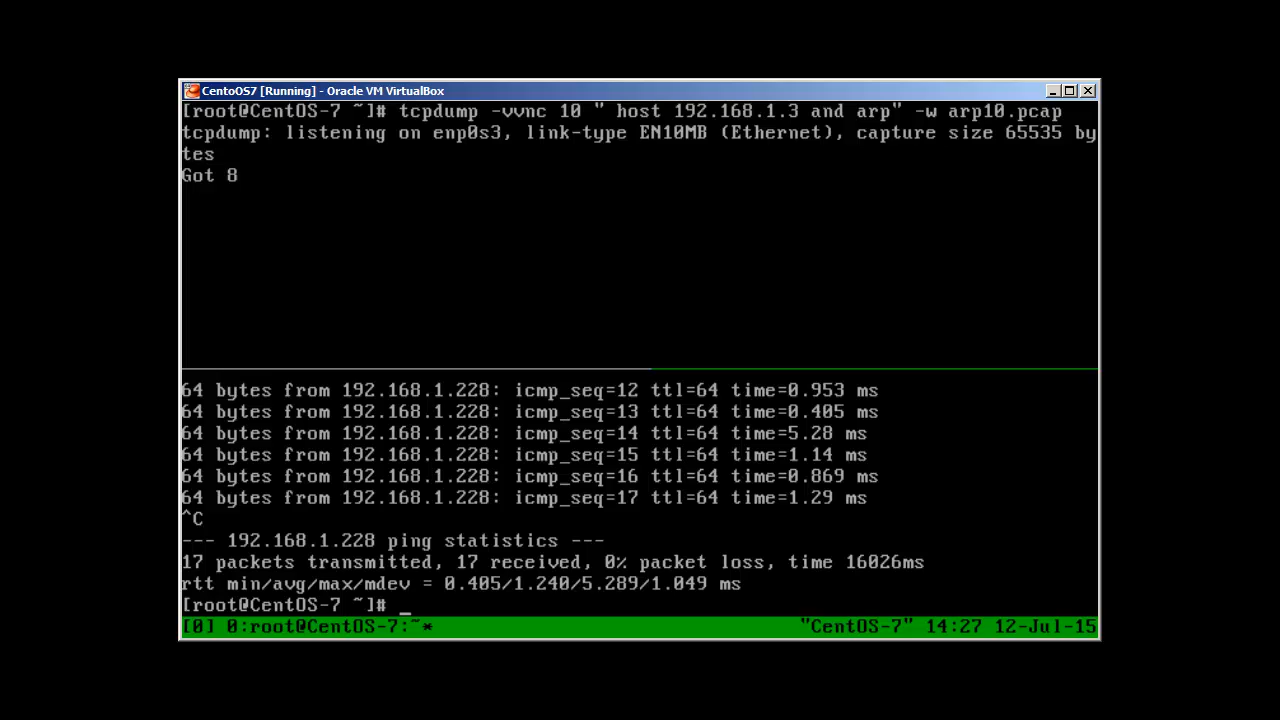 CentoOS7 [Running] - Oracle VM VirtualBox
[root@CentOS-7 ~]# tcpdump -vvnc 10 " host 192.168.1.3 and arp" -w arp10.pcap
tcpdump: listening on enp0s3, link-type EN10MB (Ethernet), capture size 65535 by
tes
Got 8
64 bytes from 192.168.1.228: icmp_seq=12 ttl=64 time=0.953 ms
64 bytes from 192.168.1.228: icmp_seq=13 ttl=64 time=0.405 ms
64 bytes from 192.168.1.228: icmp_seq=14 ttl=64 time=5.28 ms
64 bytes from 192.168.1.228: icmp_seq=15 ttl=64 time=1.14 ms
64 bytes from 192.168.1.228: icmp_seq=16 ttl=64 time=0.869 ms
64 bytes from 192.168.1.228: icmp_seq=17 ttl=64 time=1.29 ms
^C
--- 192.168.1.228 ping statistics ---
17 packets transmitted, 17 received, 0% packet loss, time 16026ms
rtt min/avg/max/mdev = 0.405/1.240/5.289/1.049 ms
[root@CentOS-7 ~]# _
[0] 0:root@CentOS-7:~* "CentOS-7" 14:27 12-Jul-15